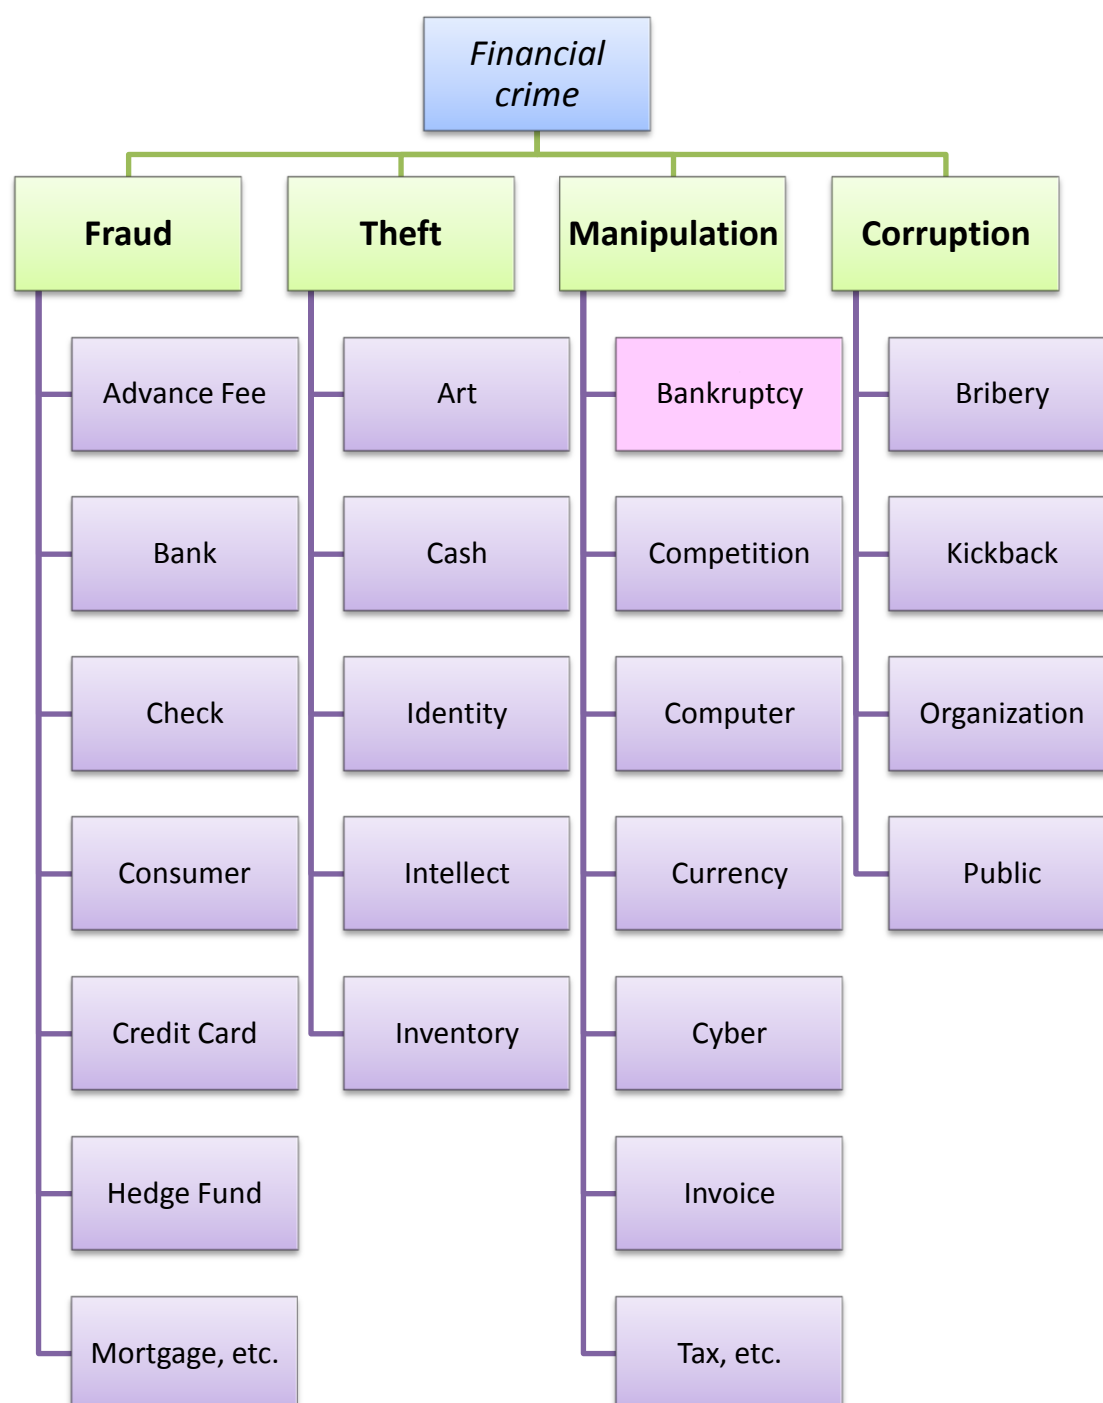 Financial
crime
Fraud
Theft
Manipulation
Corruption
Advance Fee
Art
Bankruptcy
Bribery
Bank
Cash
Competition
Kickback
Check
Identity
Computer
Organization
Consumer
Intellect
Currency
Public
Credit Card
Inventory
Cyber
Hedge Fund
Invoice
Mortgage, etc.
Tax, etc.